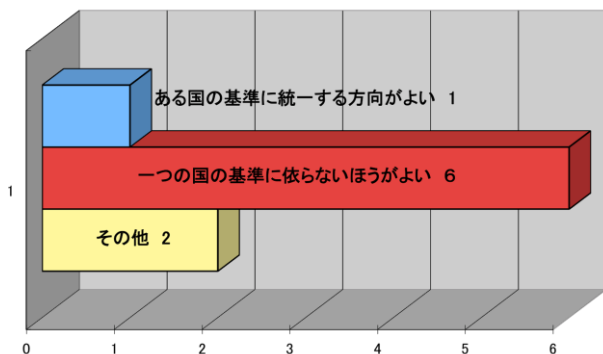 ある国の基準に統一する方向がよい 1
一つの国の基準に依らないほうがよい 6
1
その他 2
0 1 2 3 4 5 6